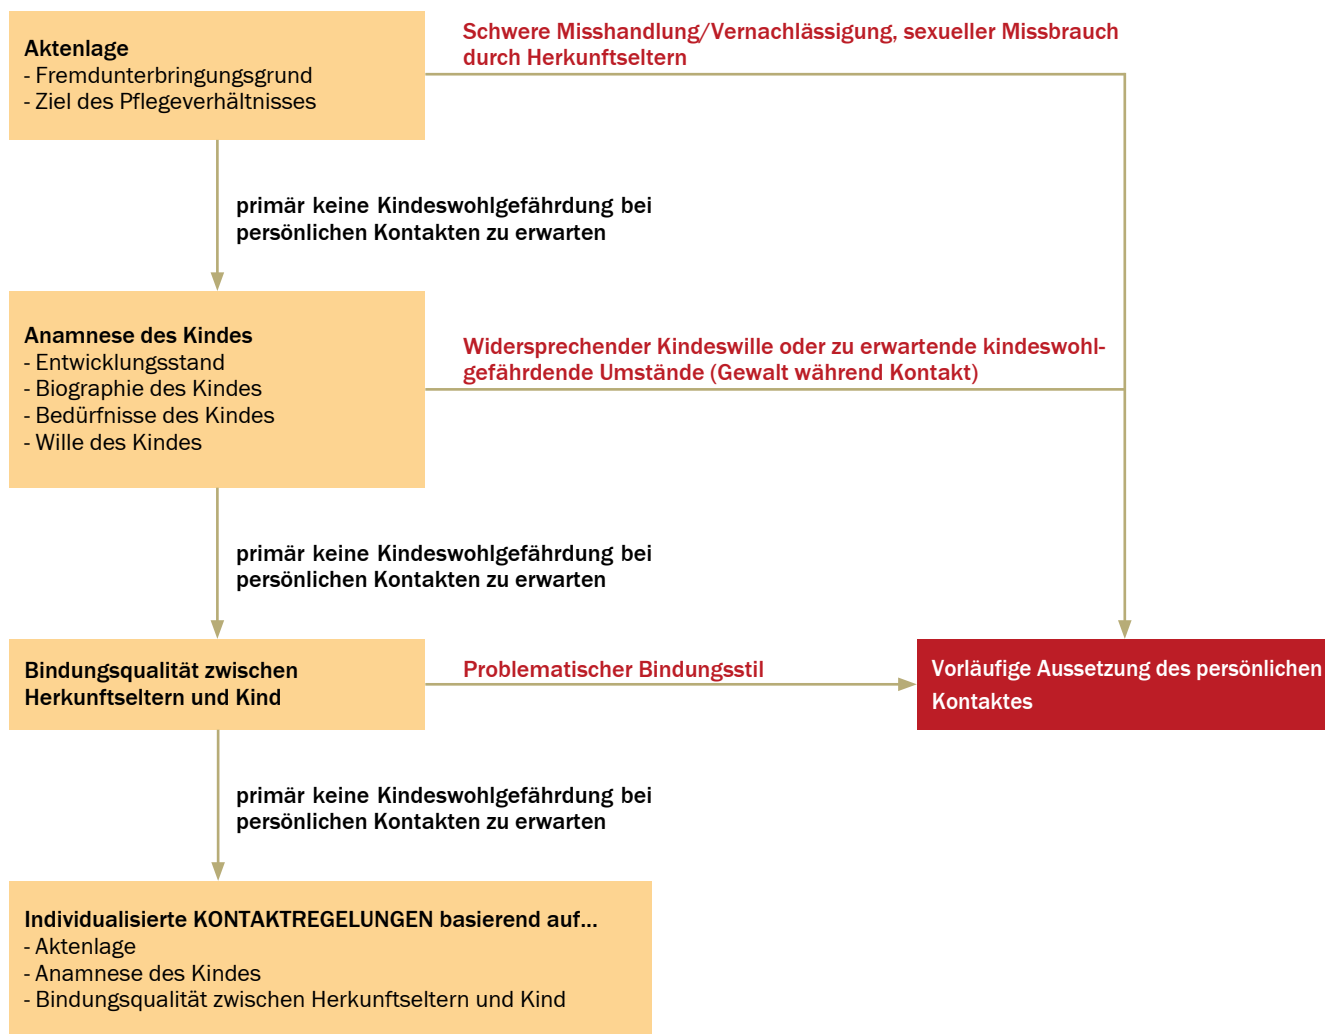 Aktenlage
- Fremdunterbringungsgrund
- Ziel des Pflegeverhältnisses
Schwere Misshandlung/Vernachlässigung, sexueller Missbrauch
durch Herkunftseltern
primär keine Kindeswohlgefährdung bei
persönlichen Kontakten zu erwarten
Anamnese des Kindes
- Entwicklungsstand
- Biographie des Kindes
- Bedürfnisse des Kindes
- Wille des Kindes
Widersprechender Kindeswille oder zu erwartende kindeswohl-
gefährdende Umstände (Gewalt während Kontakt)
primär keine Kindeswohlgefährdung bei
persönlichen Kontakten zu erwarten
Bindungsqualität zwischen
Herkunftseltern und Kind
Problematischer Bindungsstil
Vorläufige Aussetzung des persönlichen
Kontaktes
primär keine Kindeswohlgefährdung bei
persönlichen Kontakten zu erwarten
Individualisierte KONTAKTREGELUNGEN basierend auf...
- Aktenlage
- Anamnese des Kindes
- Bindungsqualität zwischen Herkunftseltern und Kind